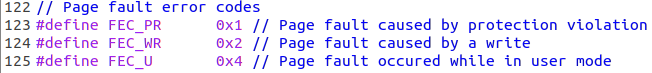 122 // Page fault error codes
123 #define FEC_PR      0x1 // Page fault caused by protection violation
124 #define FEC_WR      0x2 // Page fault caused by a write
125 #define FEC_U       0x4 // Page fault occured while in user mode